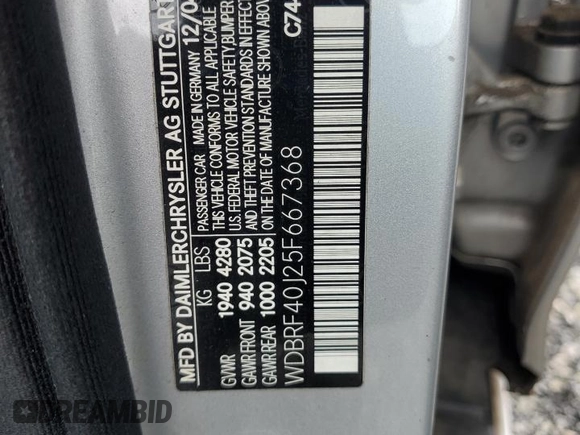 MFD BY DAIMLERCHRYSLER AG STUTTGART
KG LBS PASSENGER CAR MADE IN GERMANY 12/0
GVWR 1940 4280 THIS VEHICLE CONFORMS TO ALL APPLICABLE
GAWR FRONT 940 2075 U.S. FEDERAL MOTOR VEHICLE SAFETY, BUMPER
GAWR REAR 1000 2205 AND THEFT PREVENTION STANDARDS IN EFFECT
ON THE DATE OF MANUFACTURE SHOWN ABOVE
WDBRF40J25F667368
C74
DREAMBID